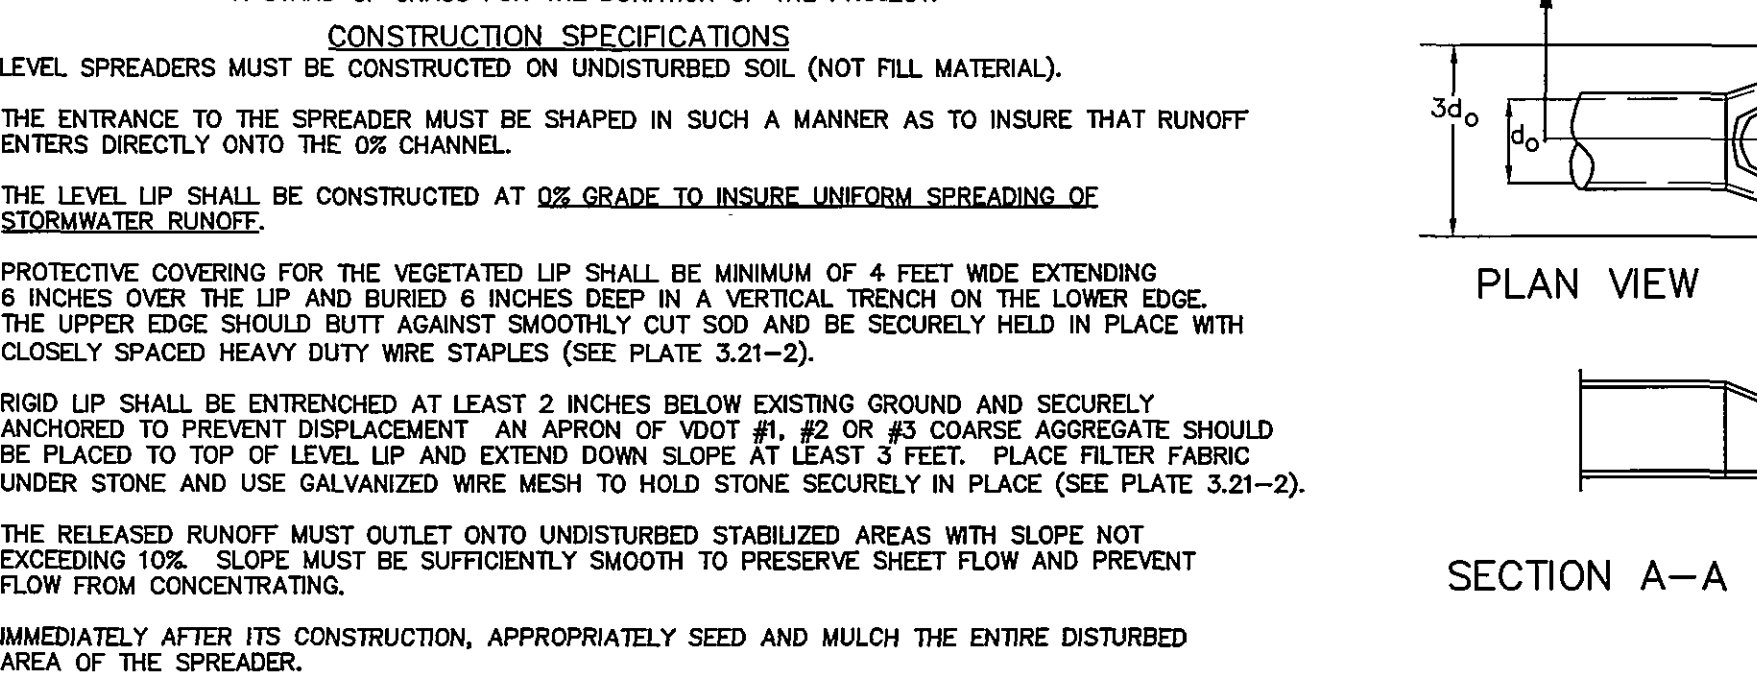 CONSTRUCTION SPECIFICATIONS
LEVEL SPREADERS MUST BE CONSTRUCTED ON UNDISTURBED SOIL (NOT FILL MATERIAL).
THE ENTRANCE TO THE SPREADER MUST BE SHAPED IN SUCH A MANNER AS TO INSURE THAT RUNOFF
ENTERS DIRECTLY ONTO THE 0% CHANNEL.
THE LEVEL LIP SHALL BE CONSTRUCTED AT 0% GRADE TO INSURE UNIFORM SPREADING OF
STORMWATER RUNOFF.
PROTECTIVE COVERING FOR THE VEGETATED LIP SHALL BE MINIMUM OF 4 FEET WIDE EXTENDING
6 INCHES OVER THE LIP AND BURIED 6 INCHES DEEP IN A VERTICAL TRENCH ON THE LOWER EDGE.
THE UPPER EDGE SHOULD BUTT AGAINST SMOOTHLY CUT SOD AND BE SECURELY HELD IN PLACE WITH
CLOSELY SPACED HEAVY DUTY WIRE STAPLES (SEE PLATE 3.21-2).
RIGID LIP SHALL BE ENTRENCHED AT LEAST 2 INCHES BELOW EXISTING GROUND AND SECURELY
ANCHORED TO PREVENT DISPLACEMENT AN APRON OF VDOT #1, #2 OR #3 COARSE AGGREGATE SHOULD
BE PLACED TO TOP OF LEVEL LIP AND EXTEND DOWN SLOPE AT LEAST 3 FEET. PLACE FILTER FABRIC
UNDER STONE AND USE GALVANIZED WIRE MESH TO HOLD STONE SECURELY IN PLACE (SEE PLATE 3.21-2).
THE RELEASED RUNOFF MUST OUTLET ONTO UNDISTURBED STABILIZED AREAS WITH SLOPE NOT
EXCEEDING 10%. SLOPE MUST BE SUFFICIENTLY SMOOTH TO PRESERVE SHEET FLOW AND PREVENT
FLOW FROM CONCENTRATING.
IMMEDIATELY AFTER ITS CONSTRUCTION, APPROPRIATELY SEED AND MULCH THE ENTIRE DISTURBED
AREA OF THE SPREADER.
3do
do
PLAN VIEW
SECTION A-A